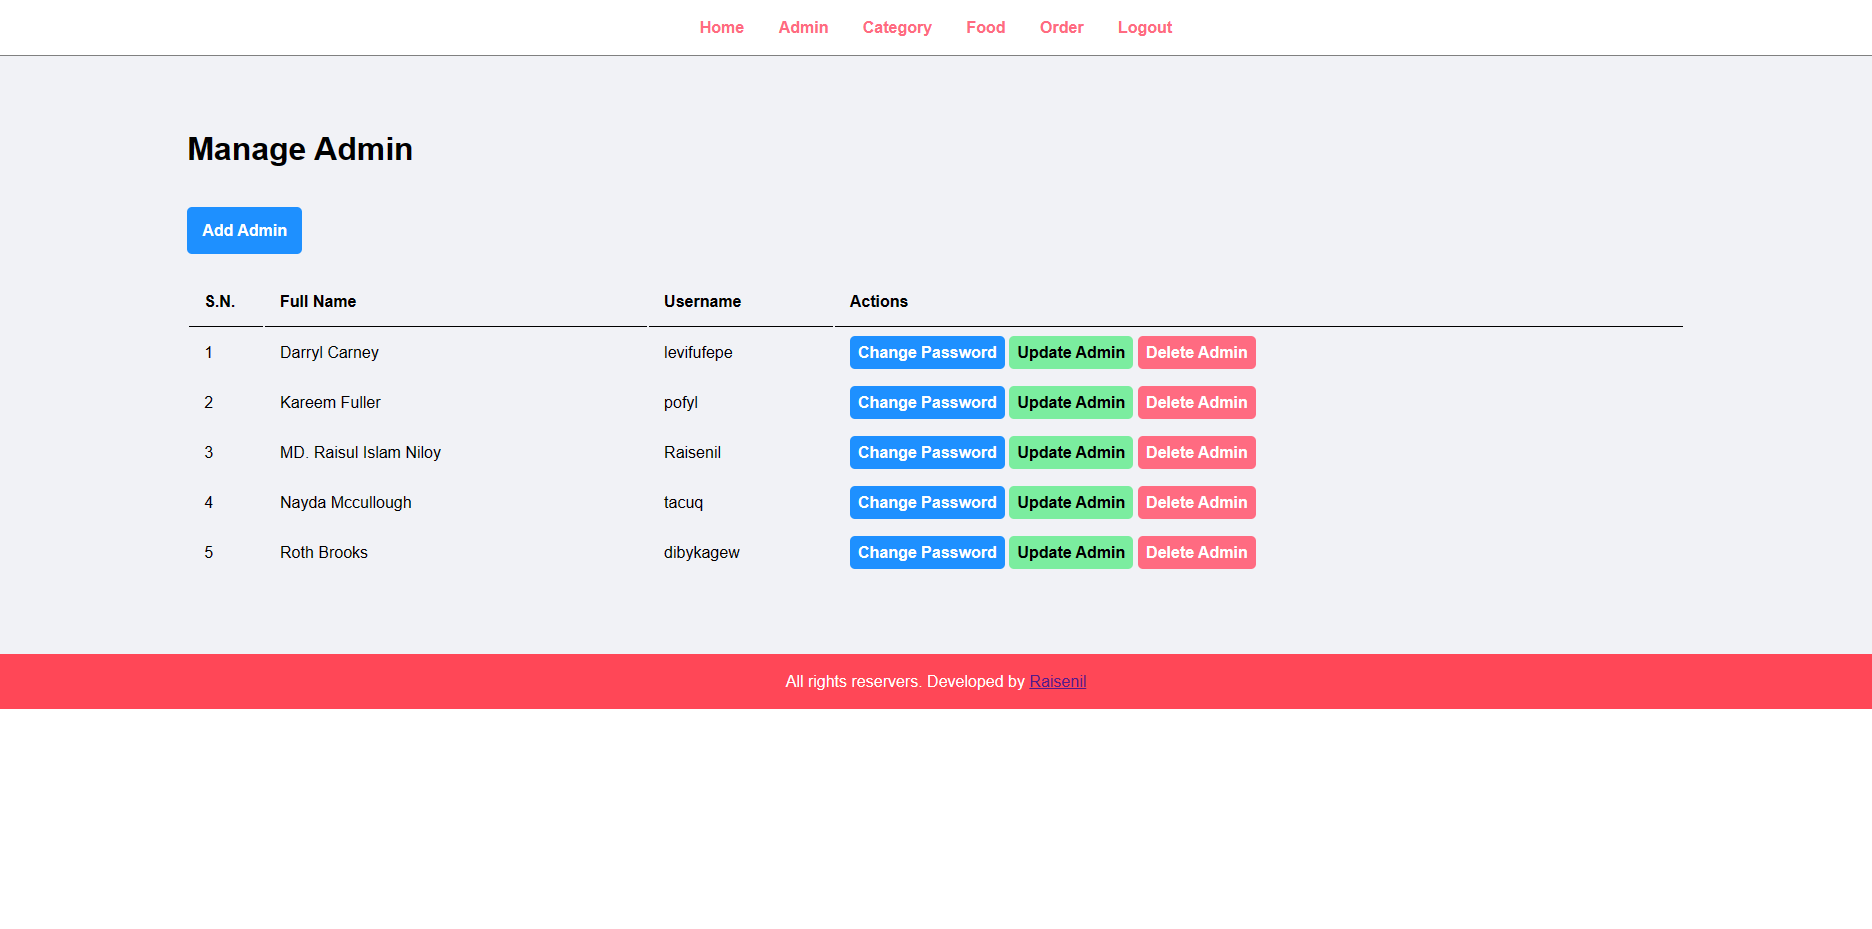 Home Admin Category Food Order Logout
Manage Admin
Add Admin
S.N. Full Name Username Actions
1 Darryl Carney levifufepe Change Password Update Admin Delete Admin
2 Kareem Fuller pofyl Change Password Update Admin Delete Admin
3 MD. Raisul Islam Niloy Raisenil Change Password Update Admin Delete Admin
4 Nayda Mccullough tacuq Change Password Update Admin Delete Admin
5 Roth Brooks dibykagew Change Password Update Admin Delete Admin
All rights reservers. Developed by Raisenil